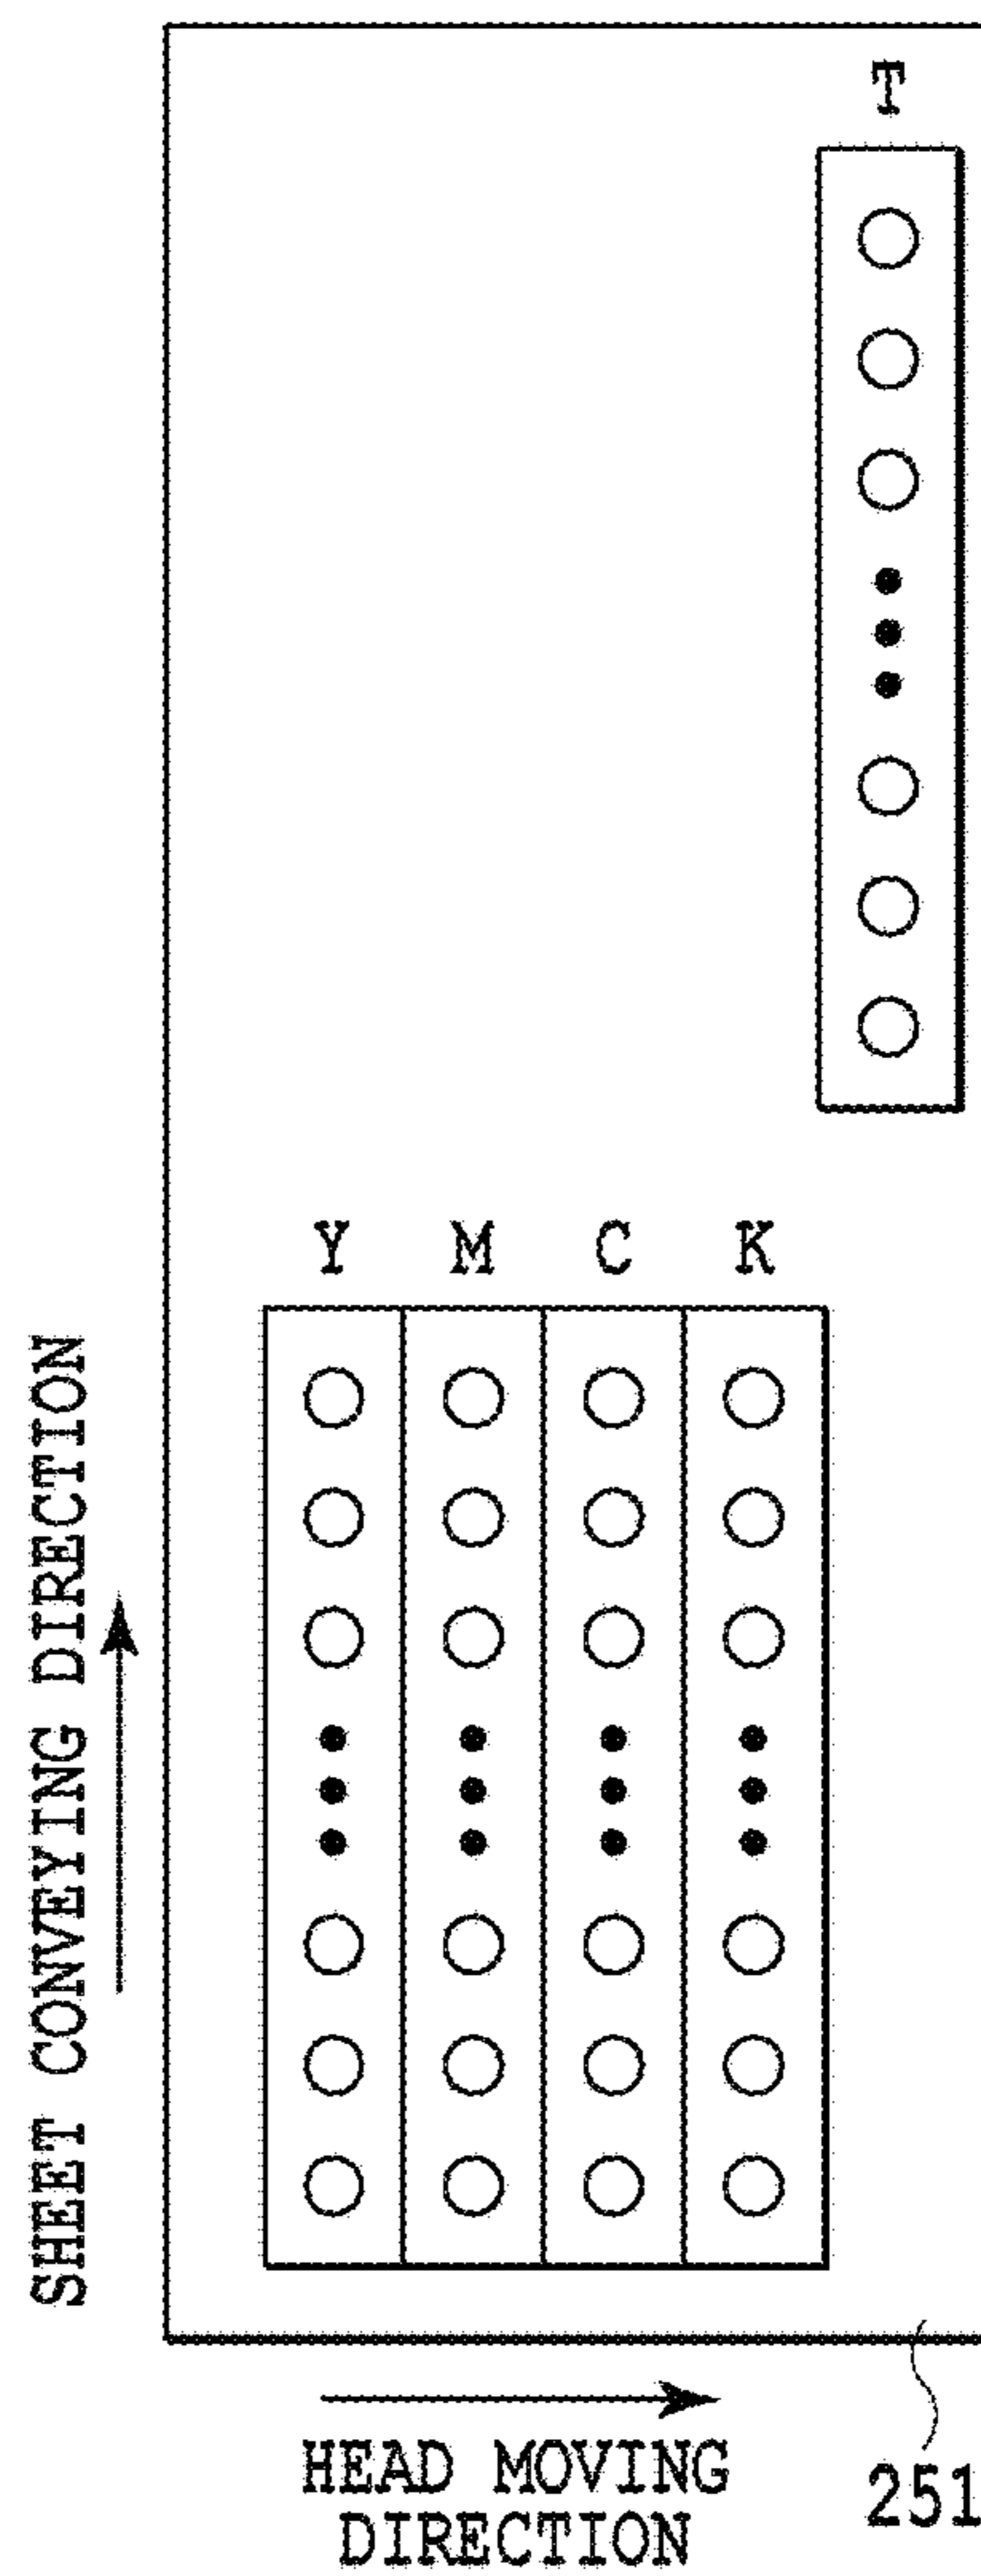 T
Y M C K
SHEET CONVEYING DIRECTION
HEAD MOVING
DIRECTION
251